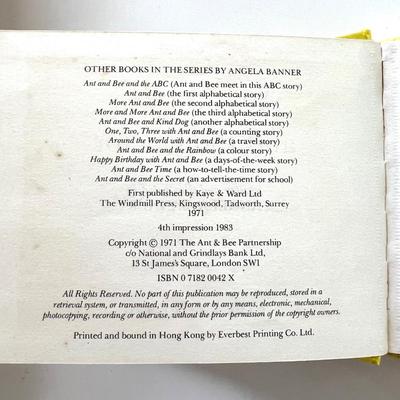 OTHER BOOKS IN THE SERIES BY ANGELA BANNER
Ant and Bee and the ABC (Ant and Bee meet in this ABC story)
Ant and Bee (the first alphabetical story)
More Ant and Bee (the second alphabetical story)
More and More Ant and Bee (the third alphabetical story)
Ant and Bee and Kind Dog (another alphabetical story)
One, Two, Three with Ant and Bee (a counting story)
Around the World with Ant and Bee (a travel story)
Ant and Bee and the Rainbow (a colour story)
Happy Birthday with Ant and Bee (a days-of-the-week story)
Ant and Bee Time (a how-to-tell-the-time story)
Ant and Bee and the Secret (an advertisement for school)
First published by Kaye & Ward Ltd
The Windmill Press, Kingswood, Tadworth, Surrey
1971
4th impression 1983
Copyright © 1971 The Ant & Bee Partnership
c/o National and Grindlays Bank Ltd,
13 St James's Square, London SW1
ISBN 0 7182 0042 X
All Rights Reserved. No part of this publication may be reproduced, stored in a
retrieval system, or transmitted, in any form or by any means, electronic, mechanical,
photocopying, recording or otherwise, without the prior permission of the copyright owners.
Printed and bound in Hong Kong by Everbest Printing Co. Ltd.